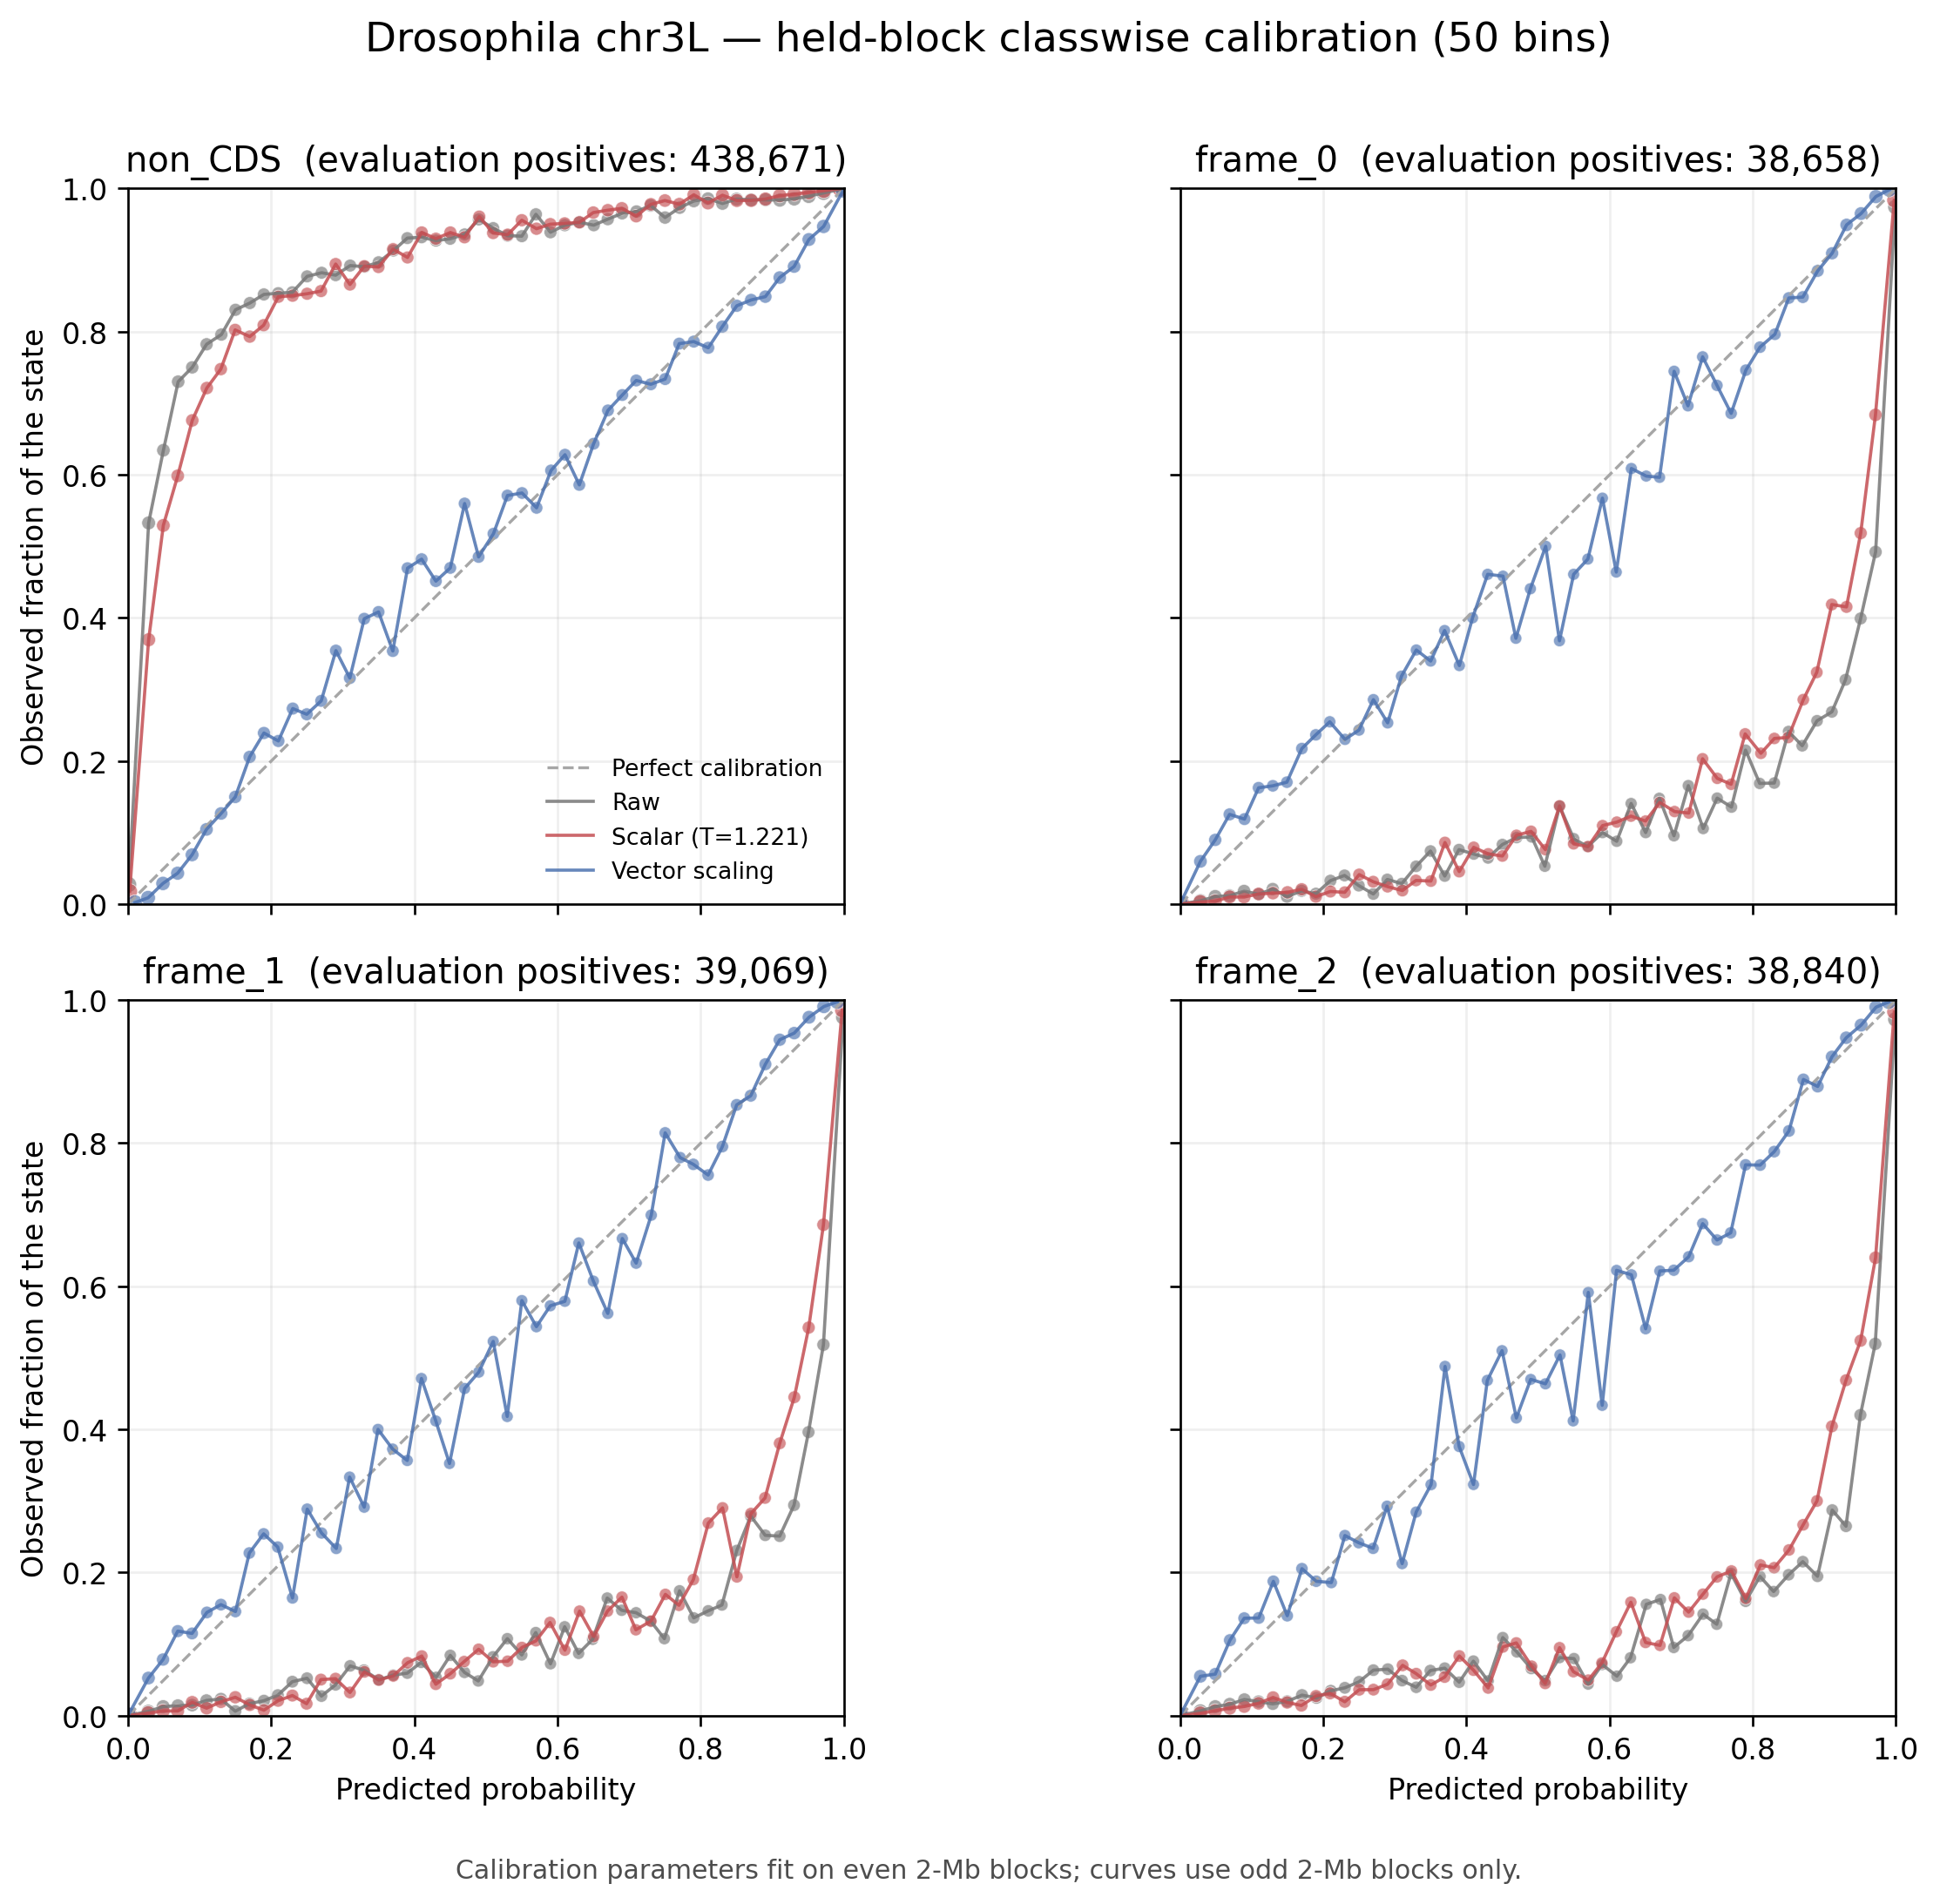 Drosophila chr3L — held-block classwise calibration (50 bins)
non_CDS (evaluation positives: 438,671)
frame_0 (evaluation positives: 38,658)
1.0
0.8
0.6
0.4
0.2
0.0
Observed fraction of the state
Perfect calibration
Raw
Scalar (T=1.221)
Vector scaling
frame_1 (evaluation positives: 39,069)
frame_2 (evaluation positives: 38,840)
1.0
0.8
0.6
0.4
0.2
0.0
Observed fraction of the state
0.0 0.2 0.4 0.6 0.8 1.0
0.0 0.2 0.4 0.6 0.8 1.0
Predicted probability
Predicted probability
Calibration parameters fit on even 2-Mb blocks; curves use odd 2-Mb blocks only.